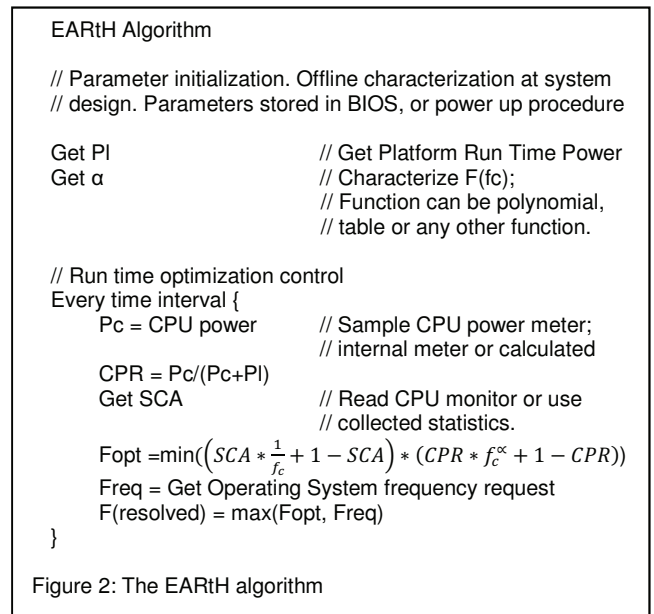 EARtH Algorithm
// Parameter initialization. Offline characterization at system
// design. Parameters stored in BIOS, or power up procedure
Get Pl // Get Platform Run Time Power
Get α // Characterize F(fc);
// Function can be polynomial,
// table or any other function.
// Run time optimization control
Every time interval {
Pc = CPU power // Sample CPU power meter;
// internal meter or calculated
CPR = Pc/(Pc+Pl)
Get SCA // Read CPU monitor or use
// collected statistics.
Fopt =min((SCA * 1/f_c + 1 − SCA) * (CPR * f_c^∝ + 1 − CPR))
Freq = Get Operating System frequency request
F(resolved) = max(Fopt, Freq)
}
Figure 2: The EARtH algorithm